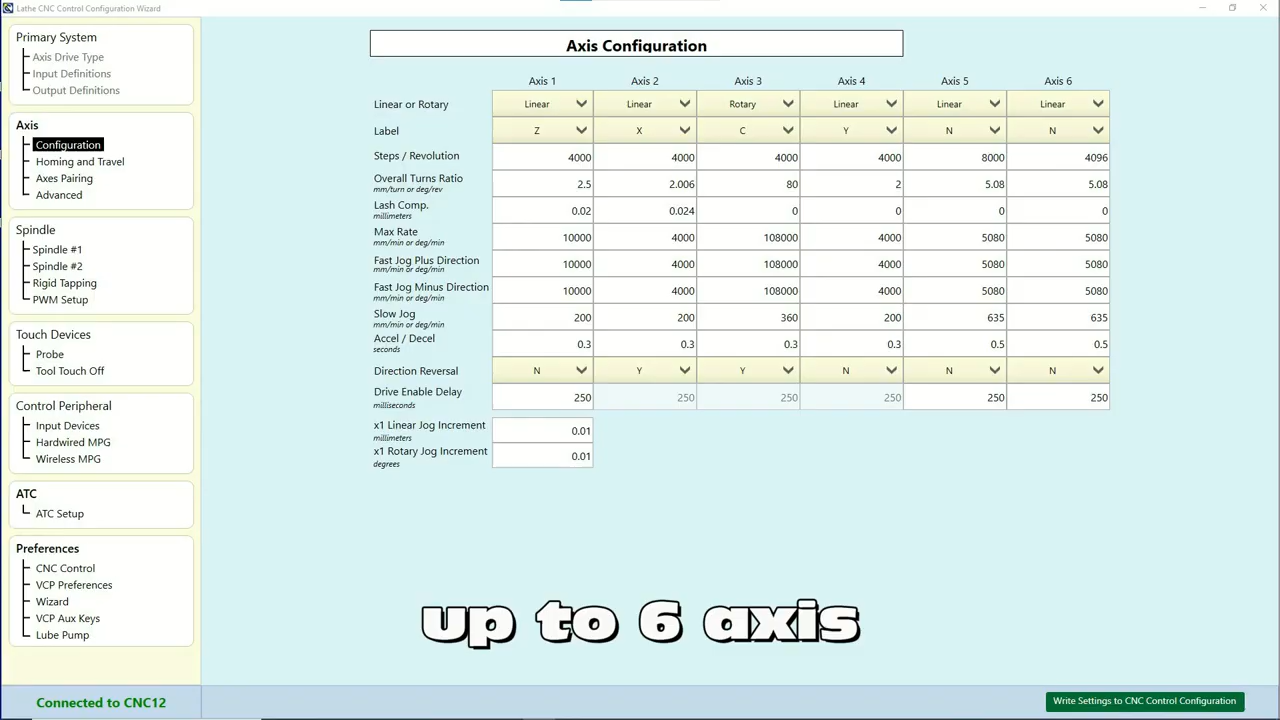 Lathe CNC Control Configuration Wizard
Primary System
Axis Drive Type
Input Definitions
Output Definitions
Axis
Configuration
Homing and Travel
Axes Pairing
Advanced
Spindle
Spindle #1
Spindle #2
Rigid Tapping
PWM Setup
Touch Devices
Probe
Tool Touch Off
Control Peripheral
Input Devices
Hardwired MPG
Wireless MPG
ATC
ATC Setup
Preferences
CNC Control
VCP Preferences
Wizard
VCP Aux Keys
Lube Pump
Connected to CNC12
Axis Configuration
Axis 1 Axis 2 Axis 3 Axis 4 Axis 5 Axis 6
Linear or Rotary Linear Linear Rotary Linear Linear Linear
Label Z X C Y N N
Steps / Revolution 4000 4000 4000 4000 8000 4096
Overall Turns Ratio 2.5 2.006 80 2 5.08 5.08
mm/turn or deg/rev
Lash Comp. 0.02 0.024 0 0 0 0
millimeters
Max Rate 10000 4000 108000 4000 5080 5080
mm/min or deg/min
Fast Jog Plus Direction 10000 4000 108000 4000 5080 5080
mm/min or deg/min
Fast Jog Minus Direction 10000 4000 108000 4000 5080 5080
mm/min or deg/min
Slow Jog 200 200 360 200 635 635
mm/min or deg/min
Accel / Decel 0.3 0.3 0.3 0.3 0.5 0.5
seconds
Direction Reversal N Y Y N N N
Drive Enable Delay 250 250 250 250 250 250
milliseconds
x1 Linear Jog Increment 0.01
millimeters
x1 Rotary Jog Increment 0.01
degrees
up to 6 axis
Write Settings to CNC Control Configuration